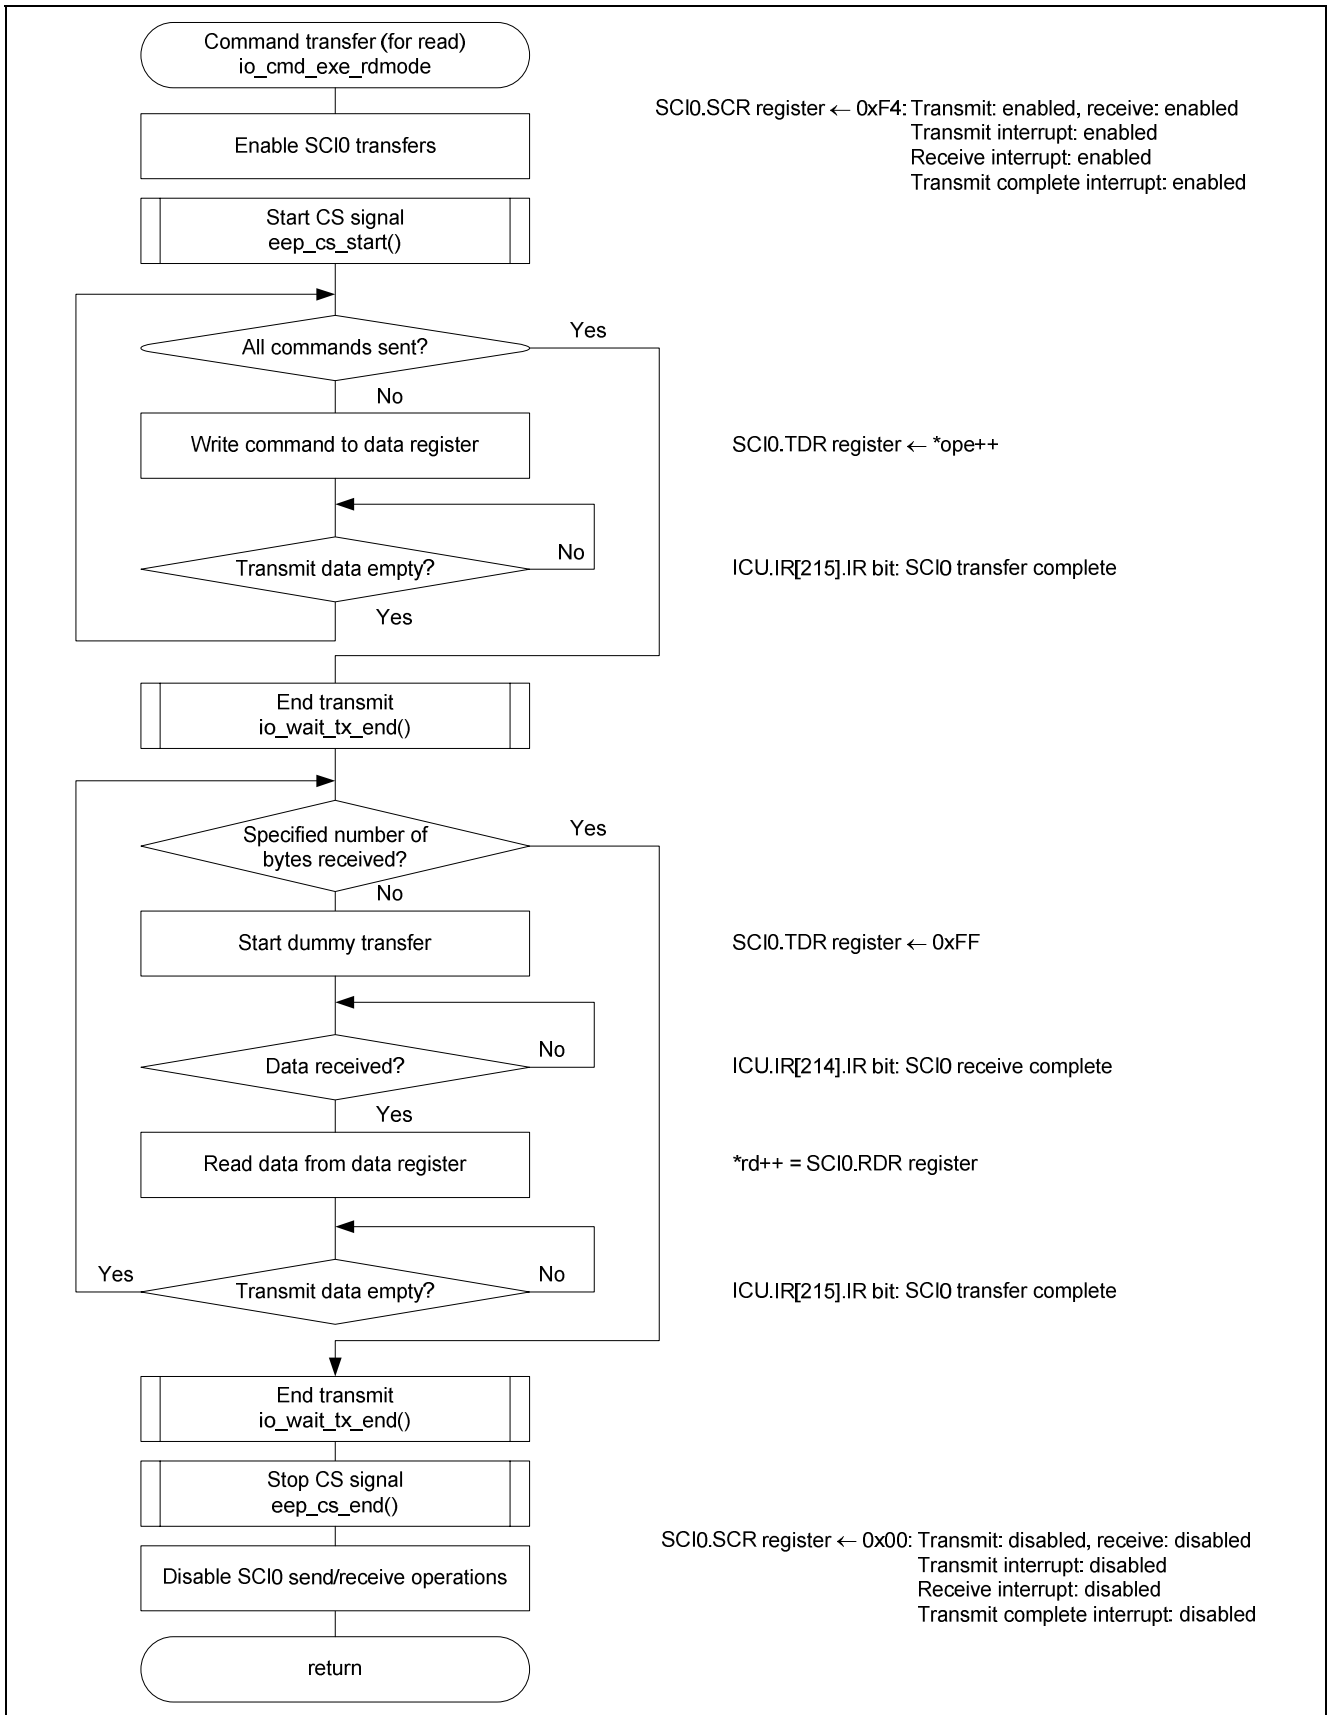 Command transfer (for read)
io_cmd_exe_rdmode
SCI0.SCR register ← 0xF4: Transmit: enabled, receive: enabled
Transmit interrupt: enabled
Receive interrupt: enabled
Transmit complete interrupt: enabled
Enable SCI0 transfers
Start CS signal
eep_cs_start()
All commands sent?
Yes
No
Write command to data register
SCI0.TDR register ← *ope++
Transmit data empty?
No
ICU.IR[215].IR bit: SCI0 transfer complete
Yes
End transmit
io_wait_tx_end()
Specified number of
bytes received?
Yes
No
Start dummy transfer
SCI0.TDR register ← 0xFF
Data received?
No
ICU.IR[214].IR bit: SCI0 receive complete
Yes
Read data from data register
*rd++ = SCI0.RDR register
Yes
Transmit data empty?
No
ICU.IR[215].IR bit: SCI0 transfer complete
End transmit
io_wait_tx_end()
Stop CS signal
eep_cs_end()
SCI0.SCR register ← 0x00: Transmit: disabled, receive: disabled
Transmit interrupt: disabled
Receive interrupt: disabled
Transmit complete interrupt: disabled
Disable SCI0 send/receive operations
return